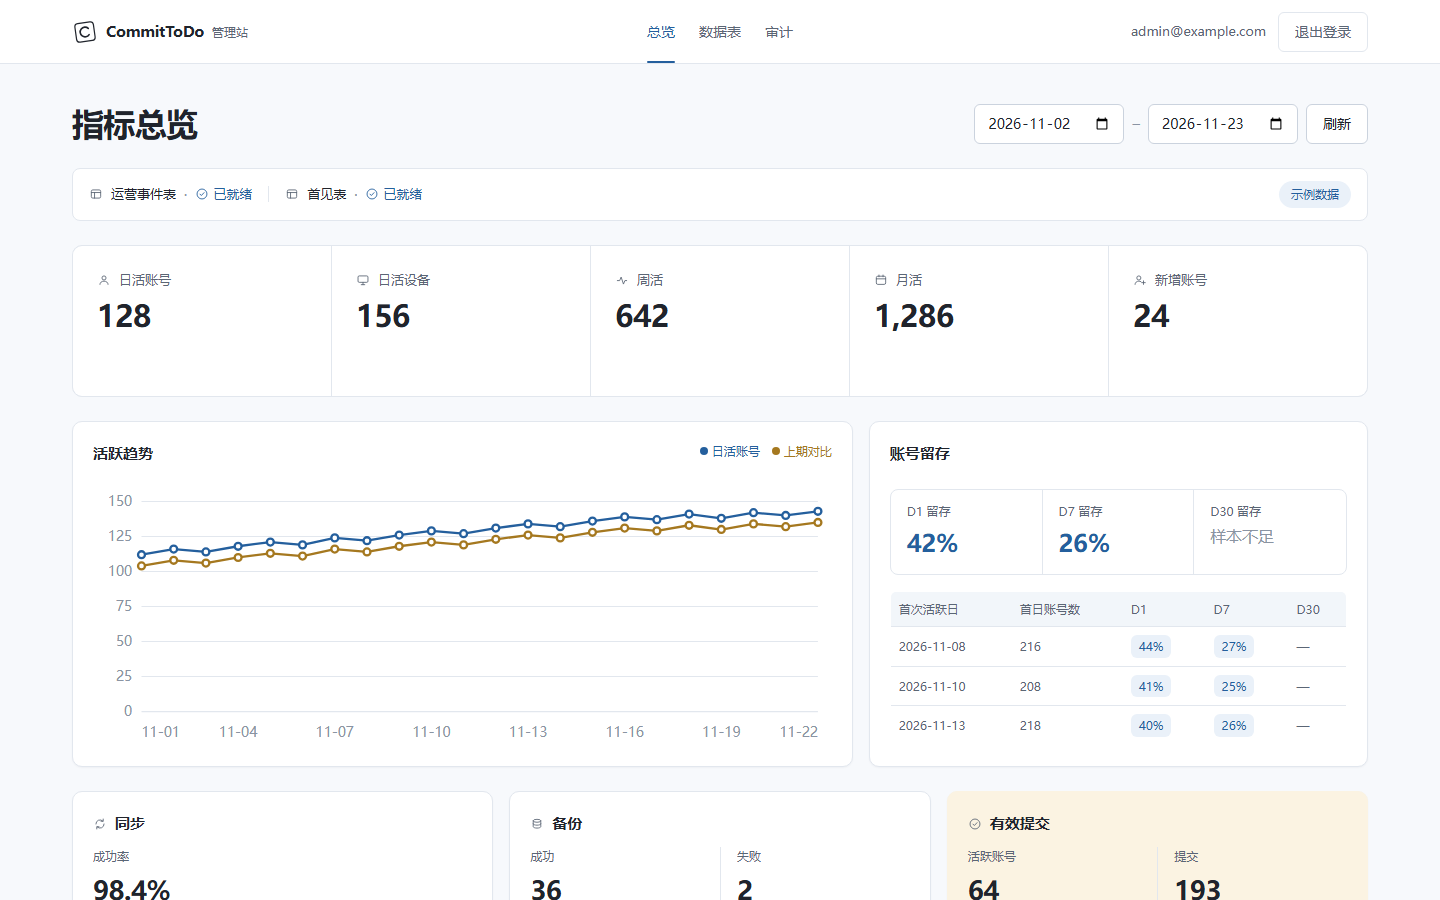 CommitToDo 管理站
总览 数据表 审计
admin@example.com 退出登录
指标总览
2026-11-02 – 2026-11-23 刷新
运营事件表 · 已就绪 首见表 · 已就绪 示例数据
日活账号
128
日活设备
156
周活
642
月活
1,286
新增账号
24
活跃趋势
日活账号 上期对比
150
125
100
75
50
25
0
11-01 11-04 11-07 11-10 11-13 11-16 11-19 11-22
账号留存
D1 留存
42%
D7 留存
26%
D30 留存
样本不足
首次活跃日 首日账号数 D1 D7 D30
2026-11-08 216 44% 27% —
2026-11-10 208 41% 25% —
2026-11-13 218 40% 26% —
同步
成功率
98.4%
备份
成功
36
失败
2
有效提交
活跃账号
64
提交
193